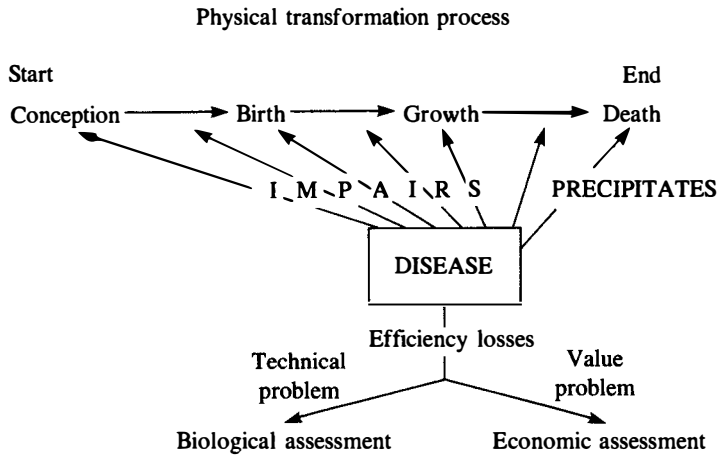 Physical transformation process
Start End
Conception Birth Growth Death
I M P A I R S PRECIPITATES
DISEASE
Efficiency losses
Technical problem
Value problem
Biological assessment Economic assessment